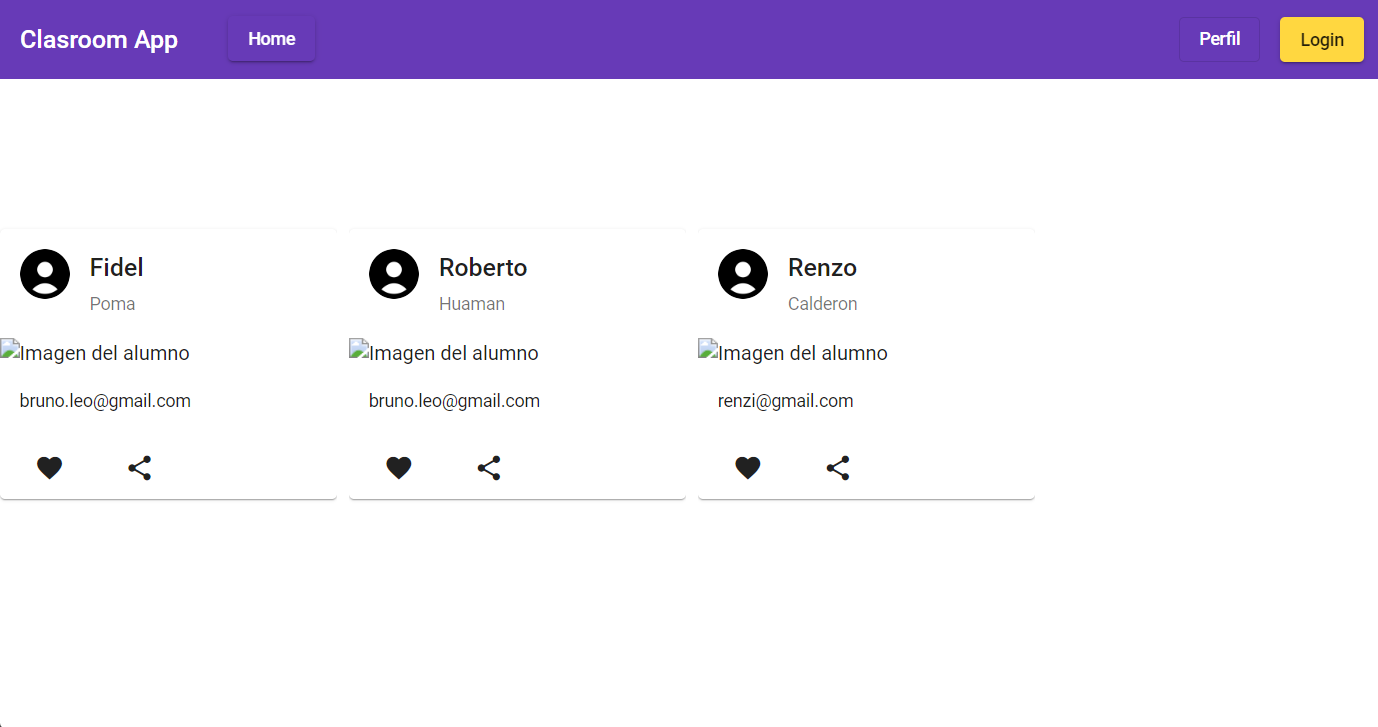 Clasroom App
Home
Perfil
Login
Fidel
Poma
Imagen del alumno
bruno.leo@gmail.com
Roberto
Huaman
Imagen del alumno
bruno.leo@gmail.com
Renzo
Calderon
Imagen del alumno
renzi@gmail.com